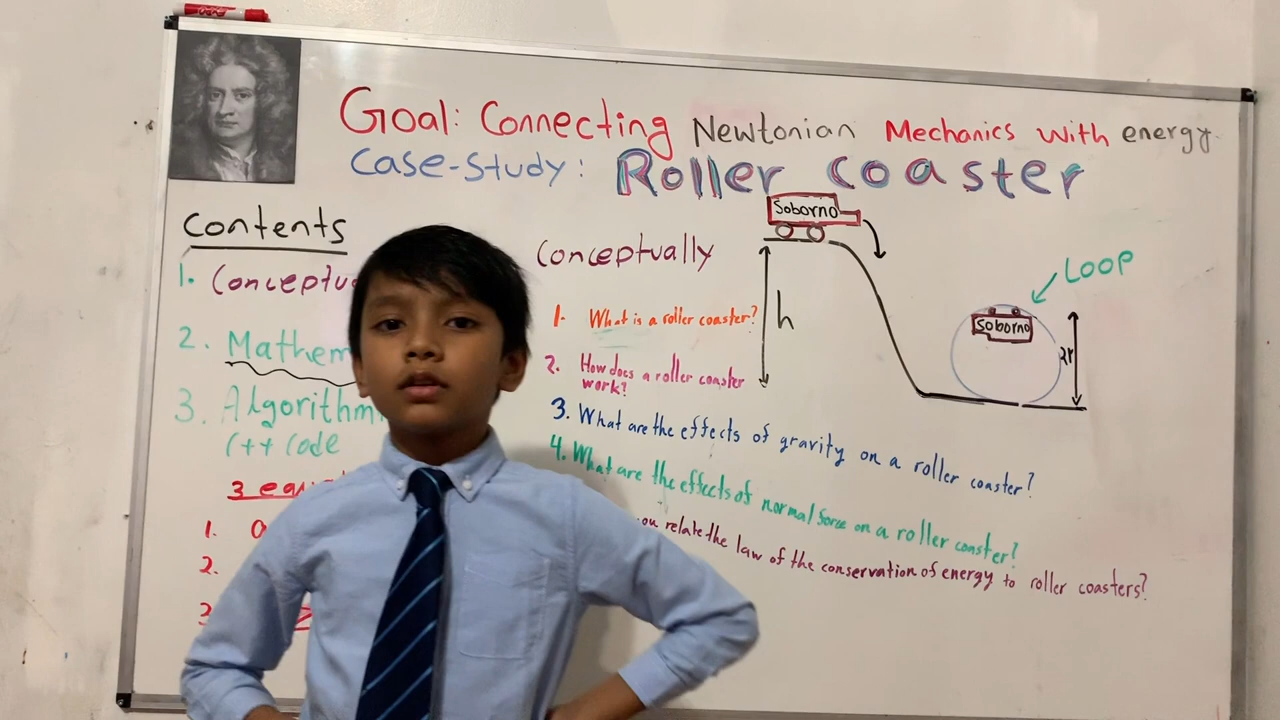 Goal: Connecting Newtonian Mechanics with energy.
Case-Study: Roller coaster
Contents
1. Conceptu
2. Mathem
3. Algorithm
C++ Code
3 equ
1.
2.
3
Conceptually
1- What is a roller coaster?
2. How does a roller coaster
work?
3. What are the effects of gravity on a roller coaster?
4. What are the effects of normal force on a roller coaster?
relate the law of the conservation of energy to roller coasters?
Soborno
h
LOOP
Soborno
2r